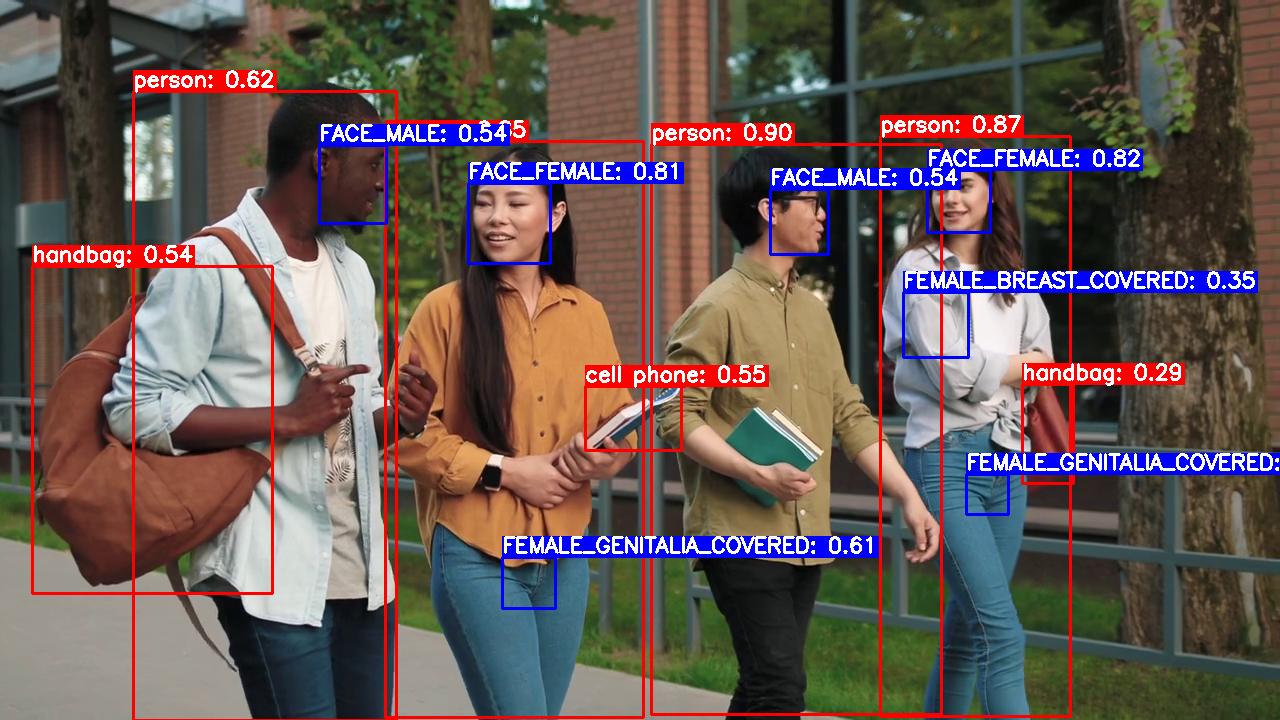 person: 0.62
FACE_MALE: 0.54
person: 0.90
person: 0.87
FACE_FEMALE: 0.81
FACE_MALE: 0.54
FACE_FEMALE: 0.82
handbag: 0.54
FEMALE_BREAST_COVERED: 0.35
cell phone: 0.55
handbag: 0.29
FEMALE_GENITALIA_COVERED:
FEMALE_GENITALIA_COVERED: 0.61